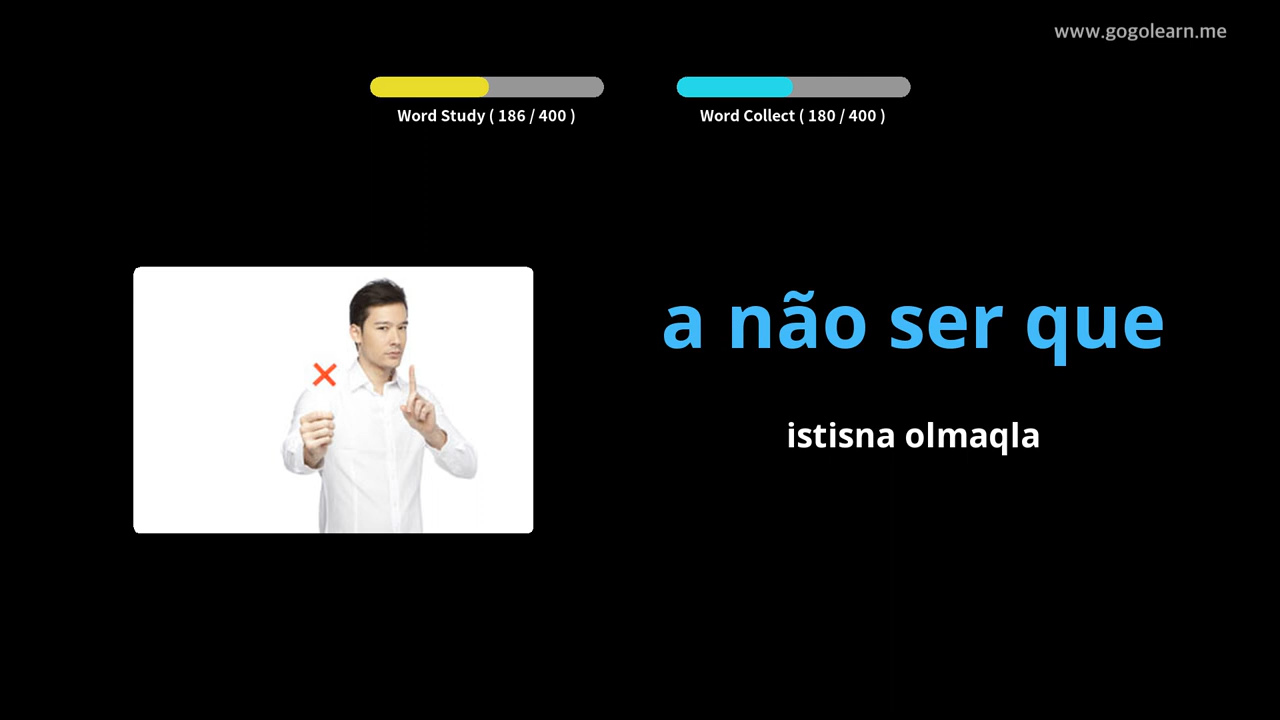 www.gogolearn.me
Word Study ( 186 / 400 )
Word Collect ( 180 / 400 )
a não ser que
istisna olmaqla